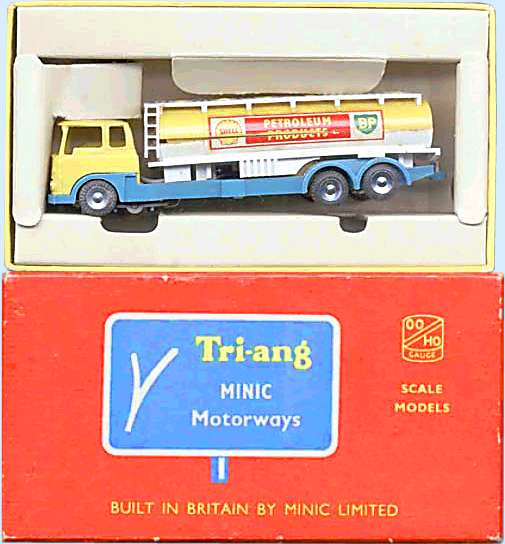 SHELL
PETROLEUM
PRODUCTS
BP
Tri-ang
MINIC
Motorways
OO/HO
GAUGE
SCALE
MODELS
BUILT IN BRITAIN BY MINIC LIMITED